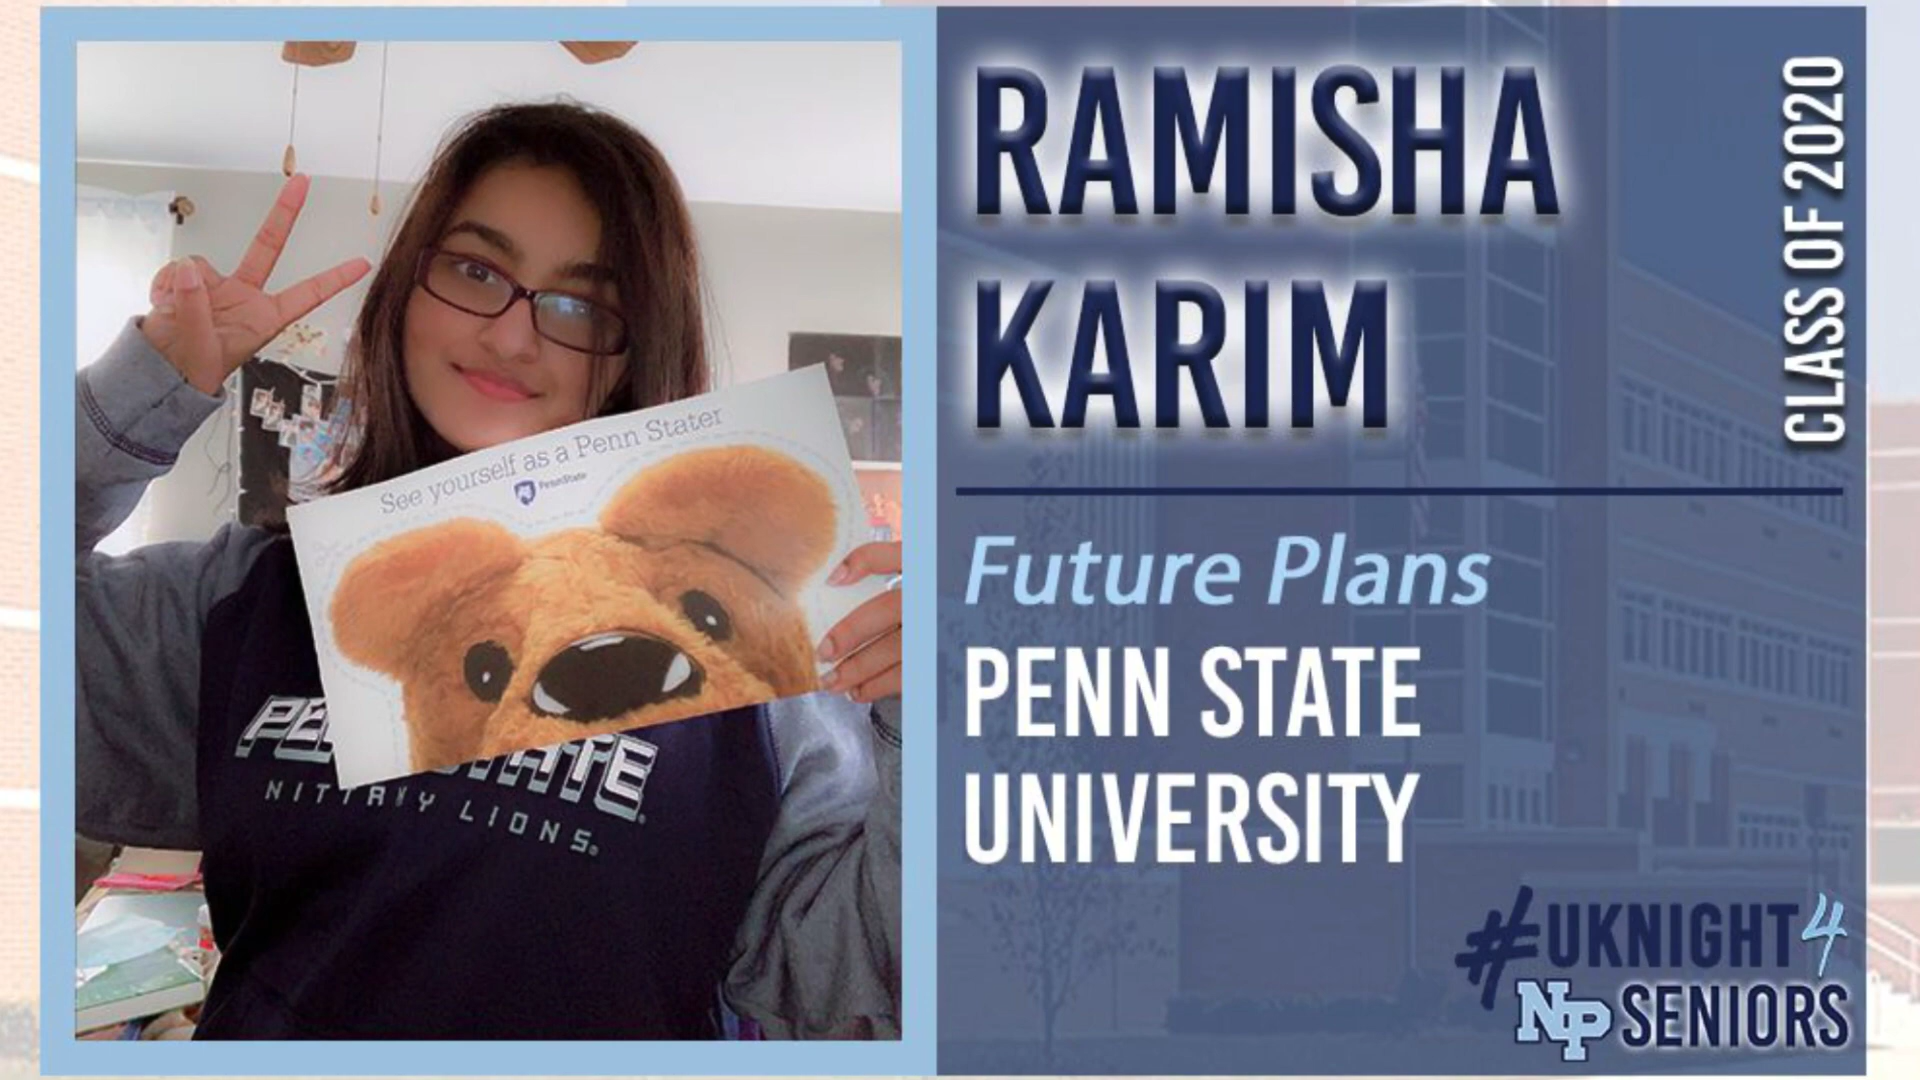 RAMISHA
KARIM
CLASS OF 2020
Future Plans
PENN STATE
UNIVERSITY
#UKNIGHT4
NP SENIORS
See yourself as a Penn Stater
PennState
NITTANY LIONS.